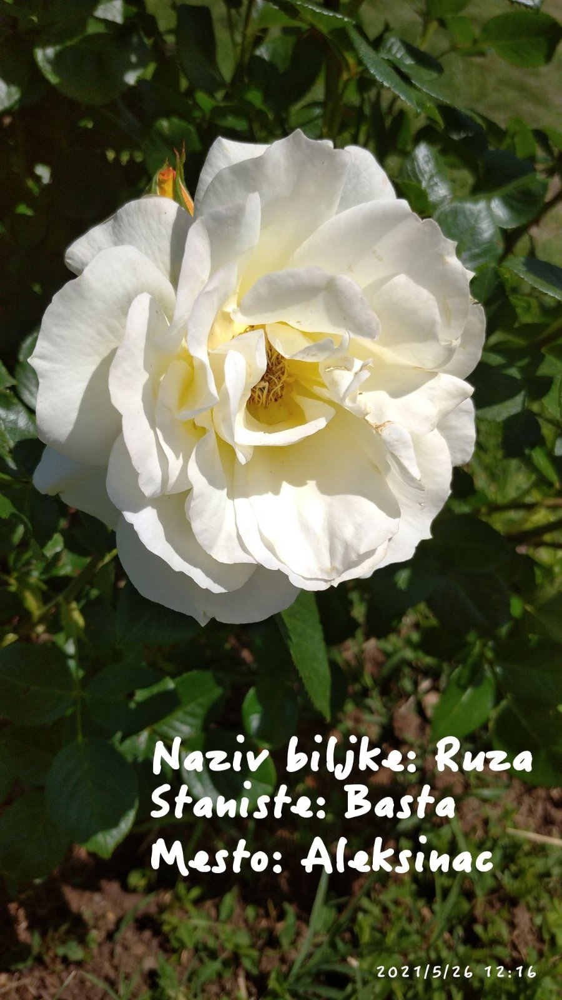 Naziv biljke: Ruza
Staniste: Basta
Mesto: Aleksinac
2021/5/26 12:16